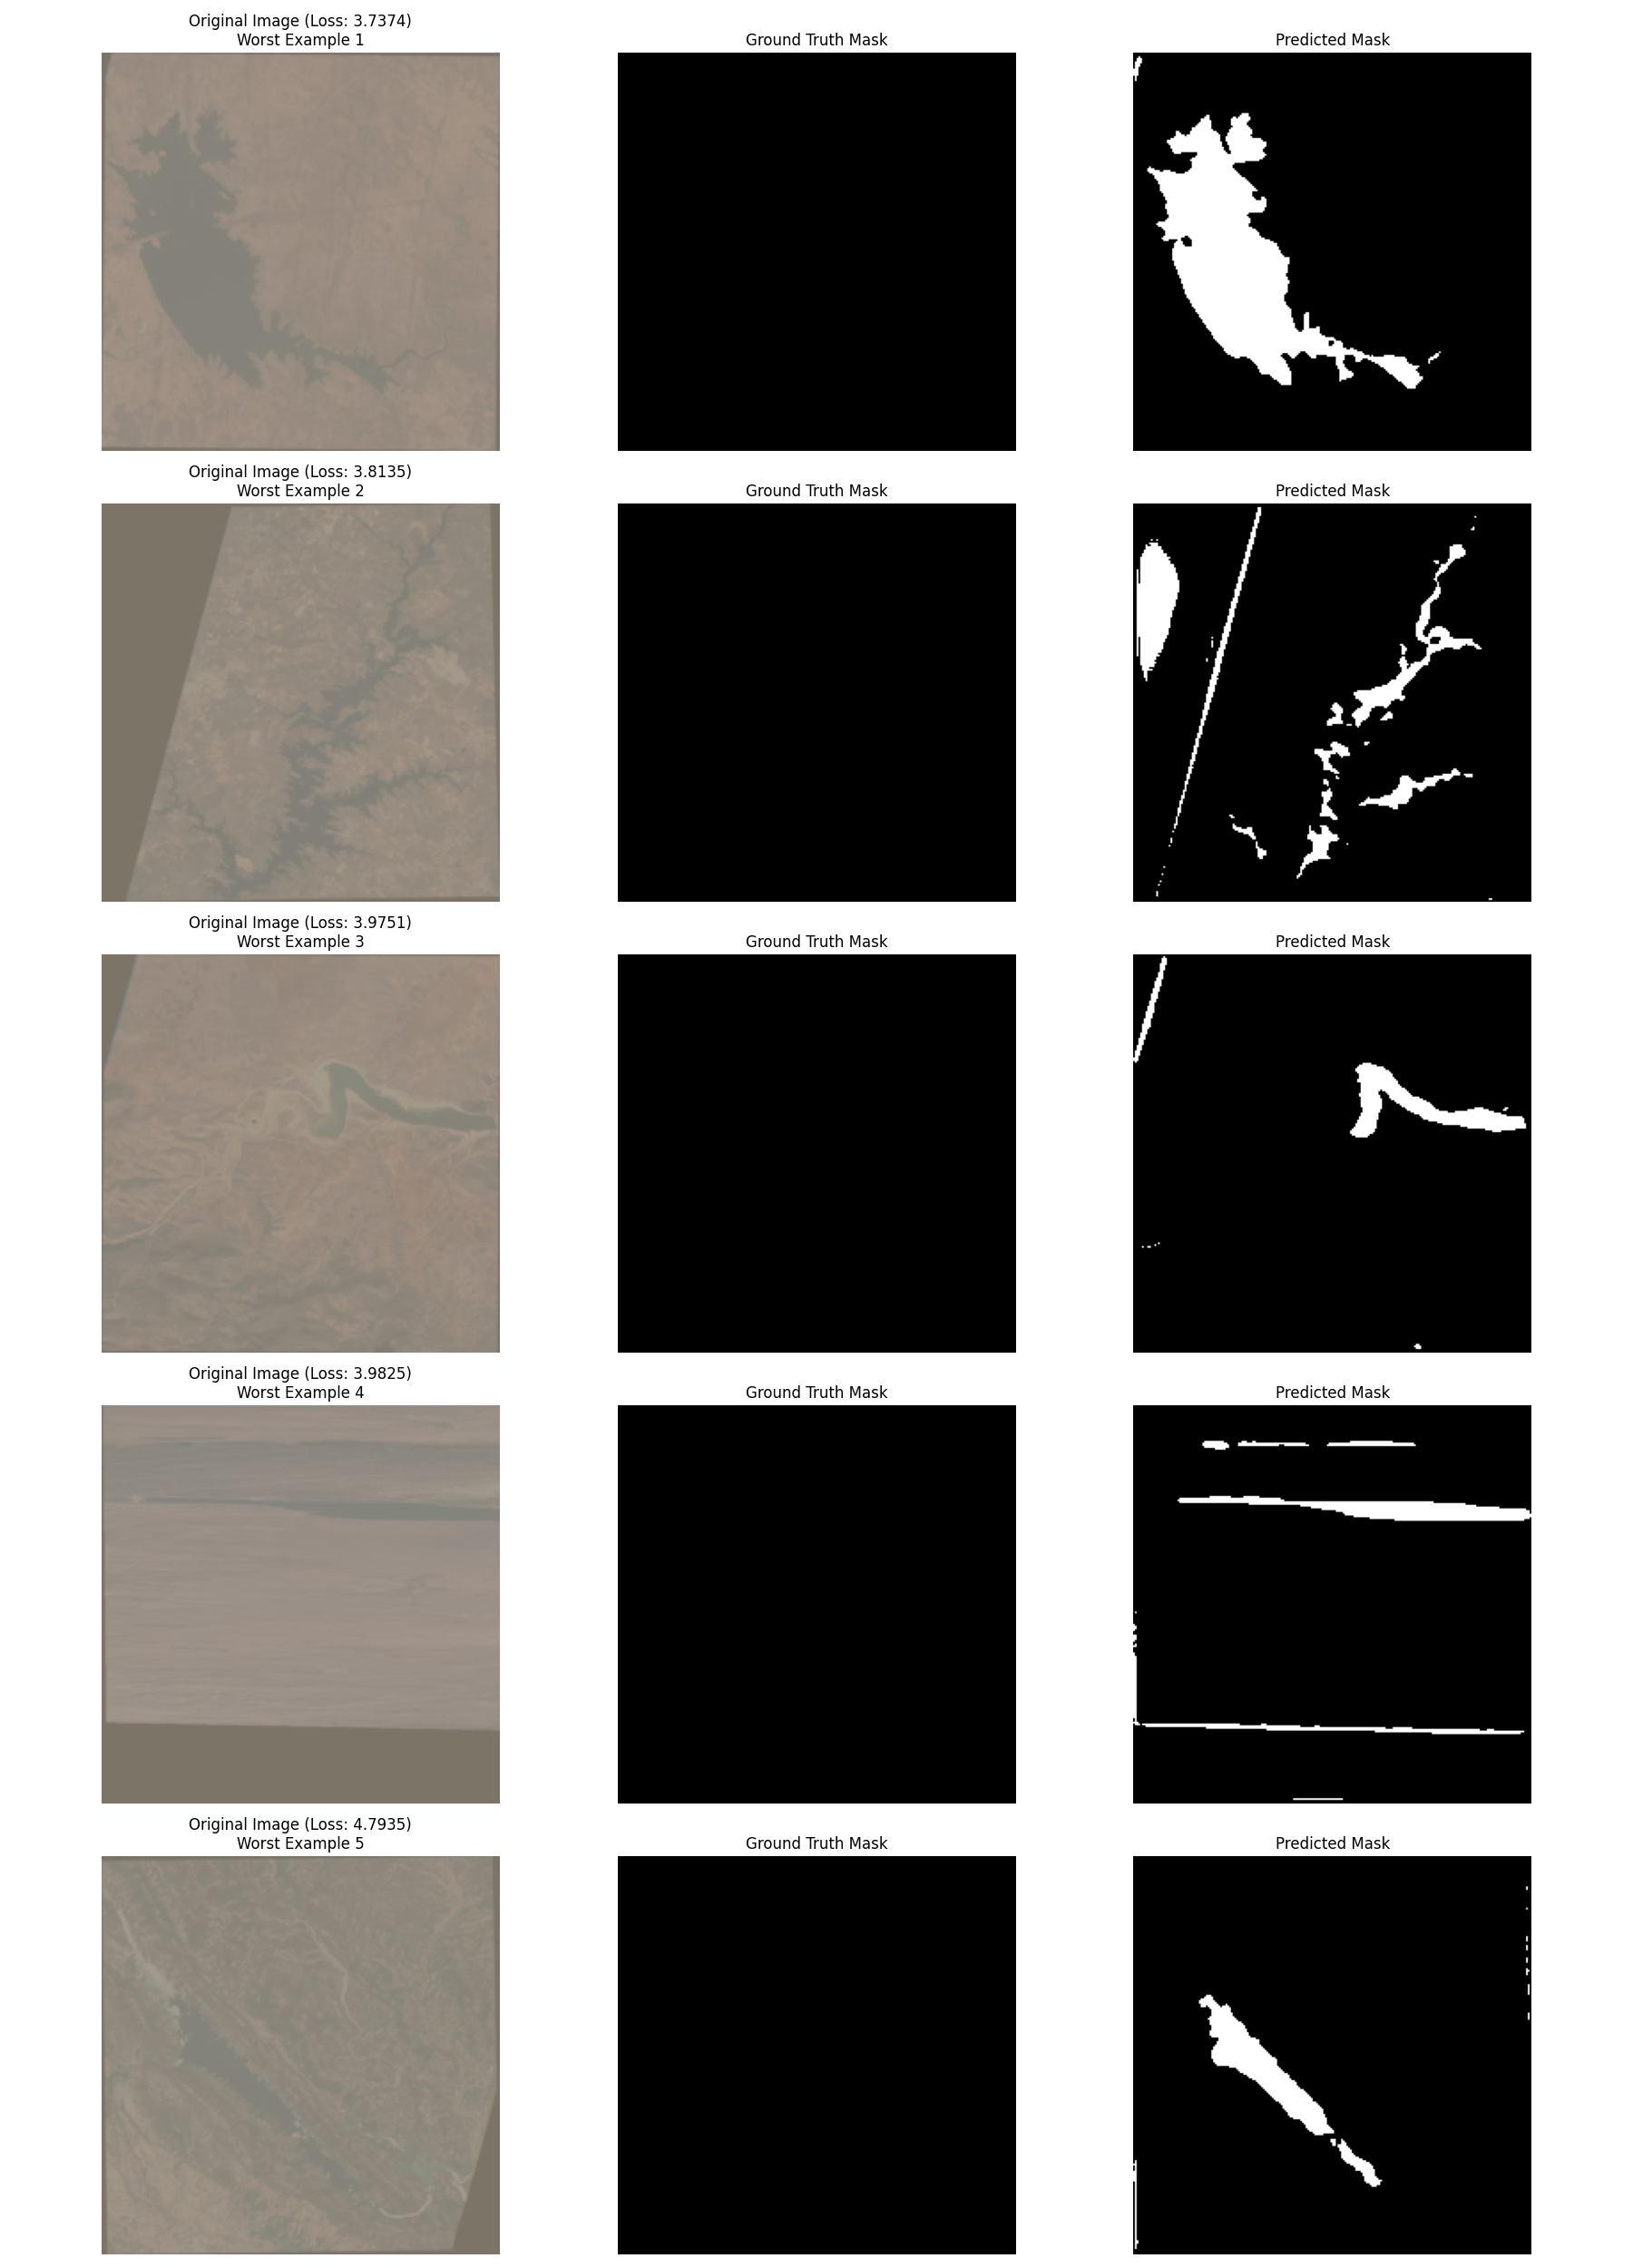 Original Image (Loss: 3.7374)
Worst Example 1
Ground Truth Mask
Predicted Mask
Original Image (Loss: 3.8135)
Worst Example 2
Ground Truth Mask
Predicted Mask
Original Image (Loss: 3.9751)
Worst Example 3
Ground Truth Mask
Predicted Mask
Original Image (Loss: 3.9825)
Worst Example 4
Ground Truth Mask
Predicted Mask
Original Image (Loss: 4.7935)
Worst Example 5
Ground Truth Mask
Predicted Mask